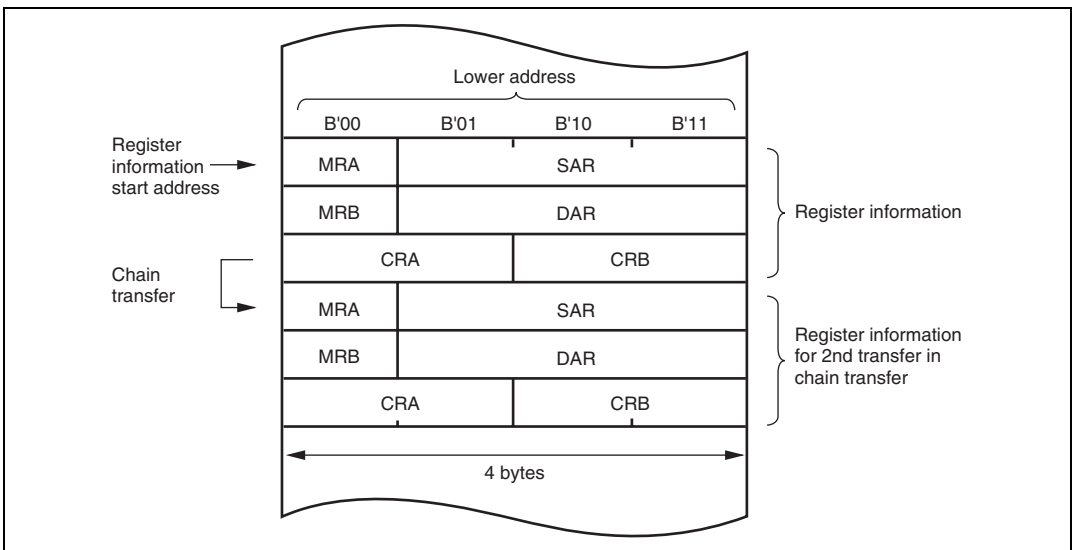 Lower address
B'00 B'01 B'10 B'11
Register
information
start address
MRA SAR
MRB DAR
Register information
CRA CRB
Chain
transfer
MRA SAR
MRB DAR
Register information
for 2nd transfer in
chain transfer
CRA CRB
4 bytes